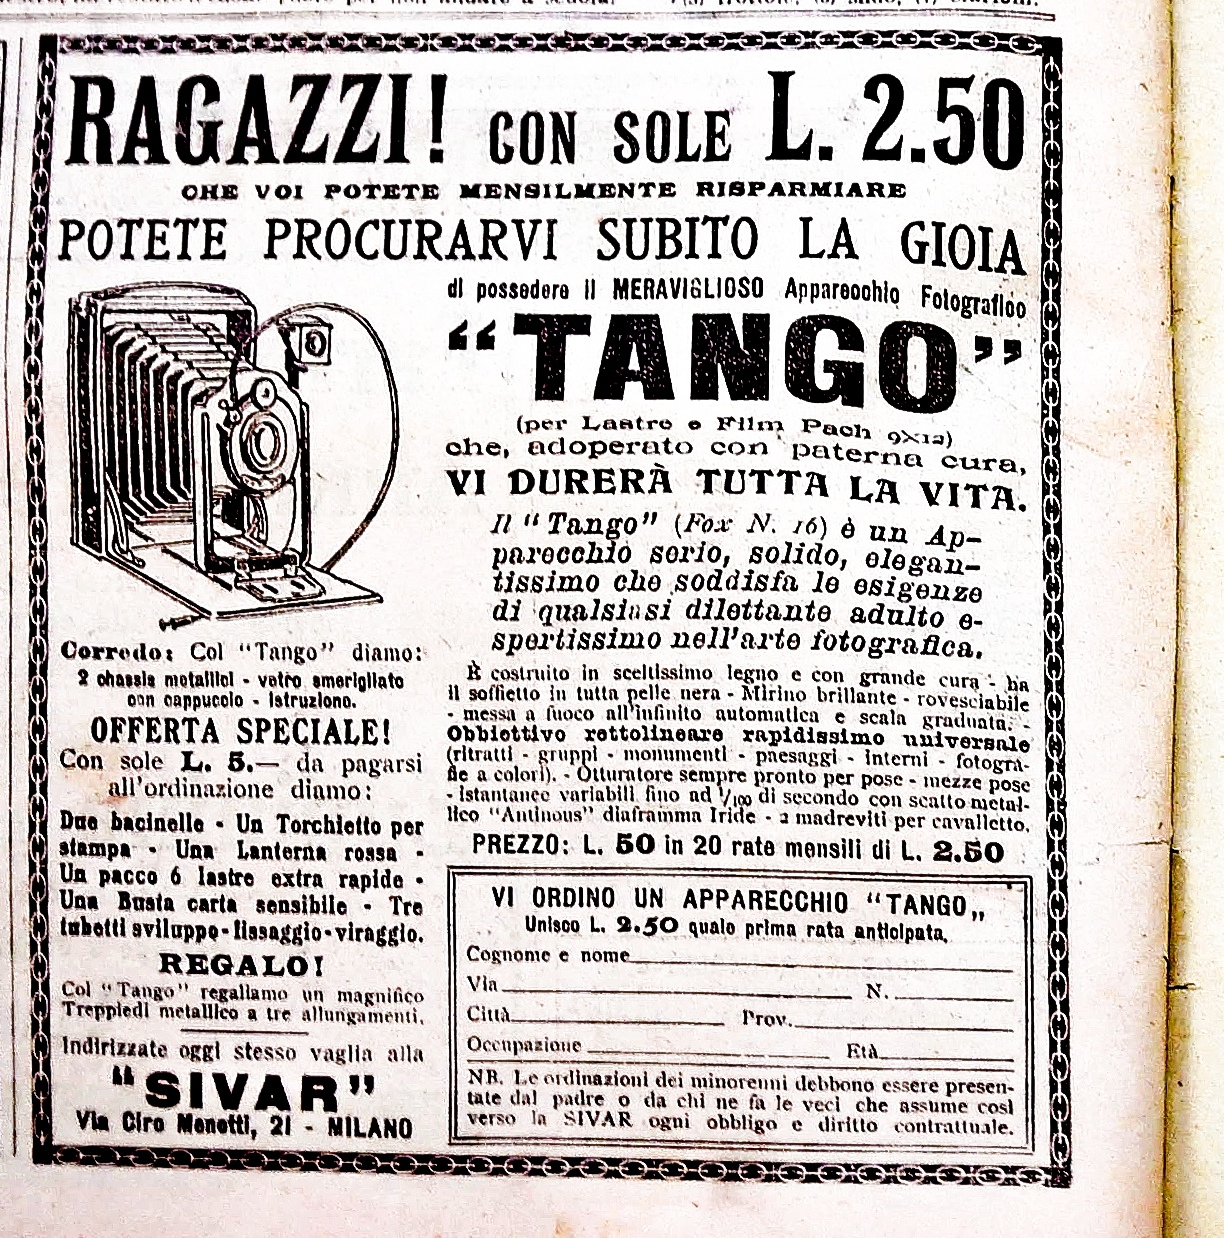 RAGAZZI! CON SOLE L. 2.50
CHE VOI POTETE MENSILMENTE RISPARMIARE
POTETE PROCURARVI SUBITO LA GIOIA
di possedere il MERAVIGLIOSO Apparecchio Fotografico
“TANGO”
(per Lastre e Film Pach 9×12)
che, adoperato con paterna cura,
VI DURERÀ TUTTA LA VITA.
Il “Tango” (Fox N. 16) è un Ap-
parecchio serio, solido, elegan-
tissimo che soddisfa le esigenze
di qualsiasi dilettante adulto e-
spertissimo nell'arte fotografica.
È costruito in sceltissimo legno e con grande cura - ha
il soffietto in tutta pelle nera - Mirino brillante - rovesciabile
- messa a fuoco all'infinito automatica e scala graduata. -
Obbiettivo rettolineare rapidissimo universale
(ritratti - gruppi - monumenti - paesaggi - interni - fotogra-
fie a colori). - Otturatore sempre pronto per pose - mezze pose
- istantanee variabili fino ad 1/100 di secondo con scatto metal-
lico “Antinous” diaframma Iride - 2 madreviti per cavalletto.
PREZZO: L. 50 in 20 rate mensili di L. 2.50
Corredo: Col “Tango” diamo:
2 chassis metallici - vetro smerigliato
con cappuccio - istruzione.
OFFERTA SPECIALE!
Con sole L. 5.— da pagarsi
all'ordinazione diamo:
Due bacinelle - Un Torchietto per
stampa - Una Lanterna rossa -
Un pacco 6 lastre extra rapide -
Una Busta carta sensibile - Tre
tubetti sviluppo-fissaggio-viraggio.
REGALO!
Col “Tango” regaliamo un magnifico
Treppiedi metallico a tre allungamenti.
Indirizzate oggi stesso vaglia alla
“SIVAR”
Via Ciro Menotti, 21 - MILANO
VI ORDINO UN APPARECCHIO “TANGO„
Unisco L. 2.50 quale prima rata anticipata.
Cognome e nome
Via N.
Città Prov.
Occupazione Età
NB. Le ordinazioni dei minorenni debbono essere presen-
tate dal padre o da chi ne fa le veci che assume così
verso la SIVAR ogni obbligo e diritto contrattuale.